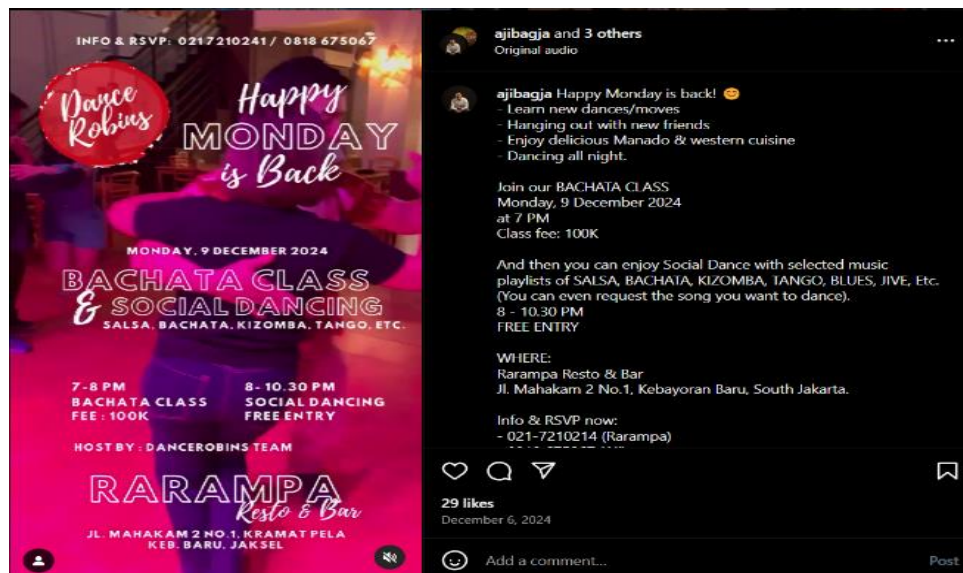 INFO & RSVP: 0217210241 / 0818 675067
Dance
Robins
Happy
MONDAY
is Back
MONDAY, 9 DECEMBER 2024
BACHATA CLASS
& SOCIAL DANCING
SALSA, BACHATA, KIZOMBA, TANGO, ETC.
7-8 PM
BACHATA CLASS
FEE : 100K
8- 10.30 PM
SOCIAL DANCING
FREE ENTRY
HOST BY : DANCEROBINS TEAM
RARAMPA
Resto & Bar
JL. MAHAKAM 2 NO.1, KRAMAT PELA
KEB. BARU, JAKSEL
ajibagja and 3 others
Original audio
ajibagja Happy Monday is back! 😊
- Learn new dances/moves
- Hanging out with new friends
- Enjoy delicious Manado & western cuisine
- Dancing all night.
Join our BACHATA CLASS
Monday, 9 December 2024
at 7 PM
Class fee: 100K
And then you can enjoy Social Dance with selected music
playlists of SALSA, BACHATA, KIZOMBA, TANGO, BLUES, JIVE, Etc.
(You can even request the song you want to dance).
8 - 10.30 PM
FREE ENTRY
WHERE:
Rarampa Resto & Bar
Jl. Mahakam 2 No.1, Kebayoran Baru, South Jakarta.
Info & RSVP now:
- 021-7210214 (Rarampa)
29 likes
December 6, 2024
Add a comment...
Post